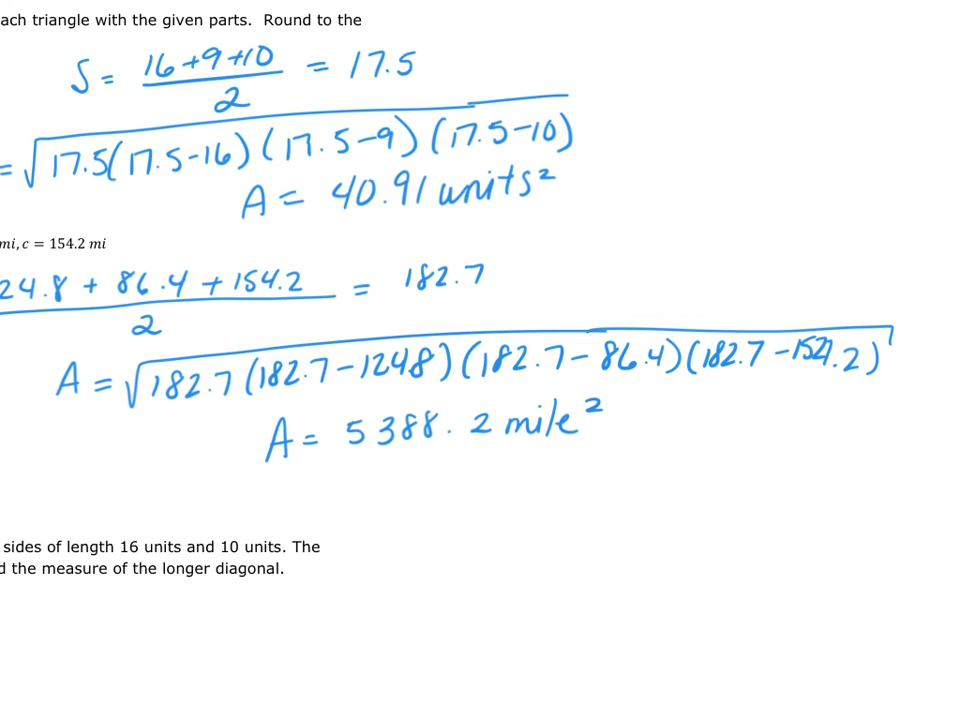 ach triangle with the given parts. Round to the
S = (16+9+10)/2 = 17.5
= √17.5(17.5-16)(17.5-9)(17.5-10)
A = 40.91 units²
mi, c = 154.2 mi
24.8 + 86.4 + 154.2 / 2 = 182.7
A = √182.7(182.7-124.8)(182.7-86.4)(182.7-154.2)
A = 5388.2 mile²
sides of length 16 units and 10 units. The
d the measure of the longer diagonal.